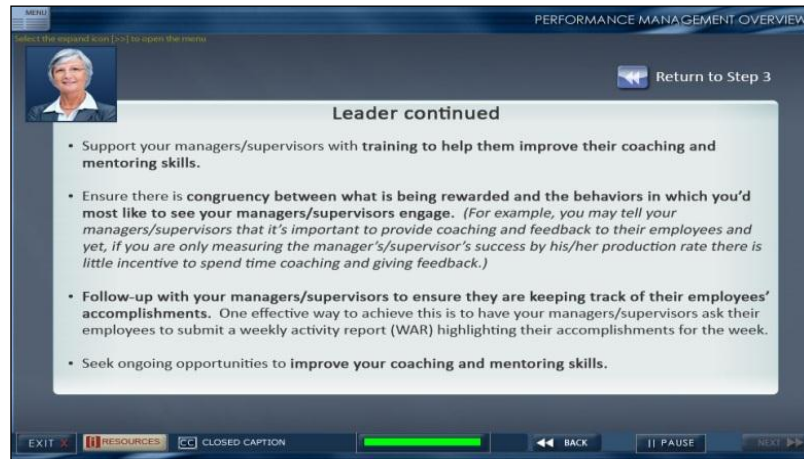 MENU
PERFORMANCE MANAGEMENT OVERVIEW
Select the expand icon [>>] to open the menu
Return to Step 3
Leader continued
• Support your managers/supervisors with training to help them improve their coaching and
mentoring skills.
• Ensure there is congruency between what is being rewarded and the behaviors in which you'd
most like to see your managers/supervisors engage. (For example, you may tell your
managers/supervisors that it's important to provide coaching and feedback to their employees and
yet, if you are only measuring the manager's/supervisor's success by his/her production rate there is
little incentive to spend time coaching and giving feedback.)
• Follow-up with your managers/supervisors to ensure they are keeping track of their employees'
accomplishments. One effective way to achieve this is to have your managers/supervisors ask their
employees to submit a weekly activity report (WAR) highlighting their accomplishments for the week.
• Seek ongoing opportunities to improve your coaching and mentoring skills.
EXIT X
i RESOURCES
CC CLOSED CAPTION
BACK
PAUSE
NEXT